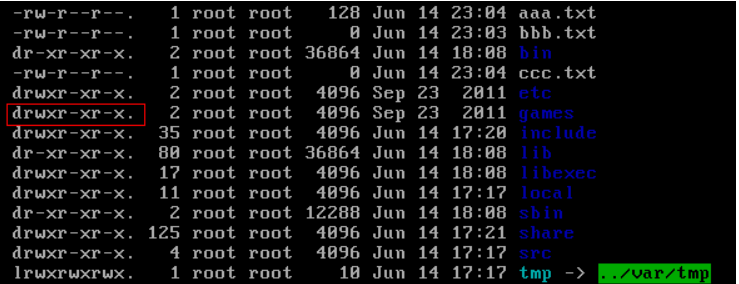 -rw-r--r--. 1 root root 128 Jun 14 23:04 aaa.txt
-rw-r--r--. 1 root root 0 Jun 14 23:03 bbb.txt
dr-xr-xr-x. 2 root root 36864 Jun 14 18:08 bin
-rw-r--r--. 1 root root 0 Jun 14 23:04 ccc.txt
drwxr-xr-x. 2 root root 4096 Sep 23 2011 etc
drwxr-xr-x. 2 root root 4096 Sep 23 2011 games
drwxr-xr-x. 35 root root 4096 Jun 14 17:20 include
dr-xr-xr-x. 80 root root 36864 Jun 14 18:08 lib
drwxr-xr-x. 17 root root 4096 Jun 14 18:08 libexec
drwxr-xr-x. 11 root root 4096 Jun 14 17:17 local
dr-xr-xr-x. 2 root root 12288 Jun 14 18:08 sbin
drwxr-xr-x. 125 root root 4096 Jun 14 17:21 share
drwxr-xr-x. 4 root root 4096 Jun 14 17:17 src
lrwxrwxrwx. 1 root root 10 Jun 14 17:17 tmp -> ../var/tmp